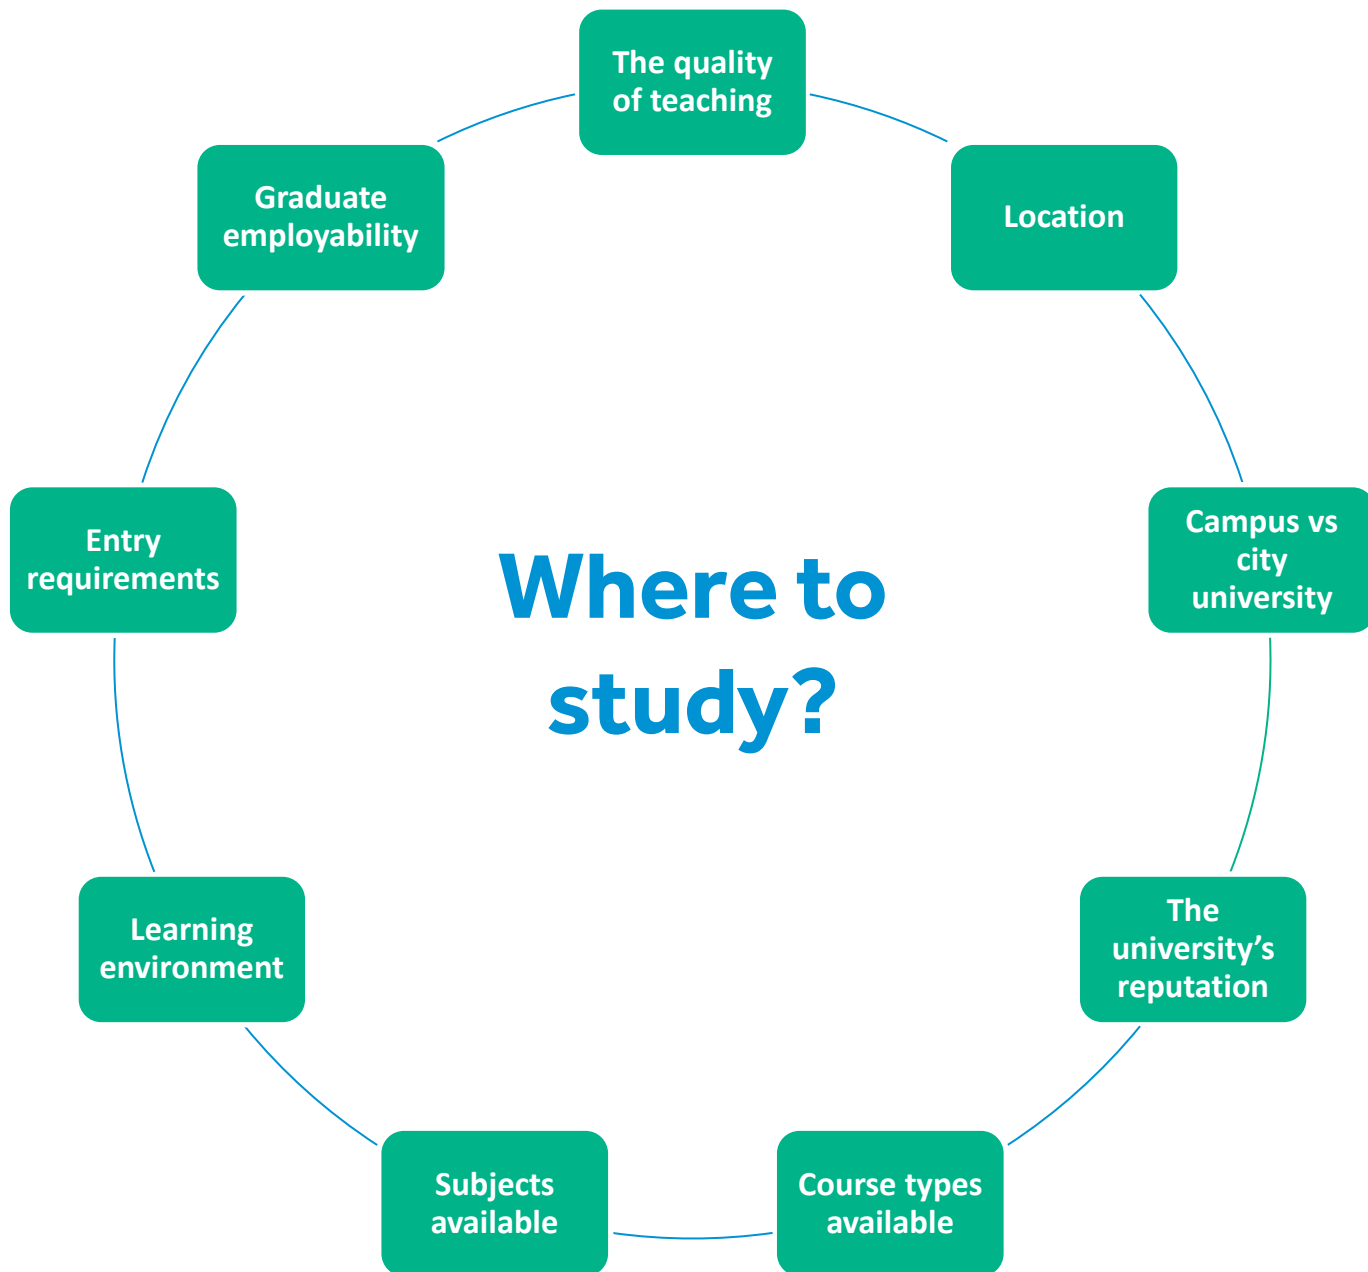 The quality
of teaching
Location
Campus vs
city
university
The
university’s
reputation
Course types
available
Subjects
available
Learning
environment
Entry
requirements
Graduate
employability
Where to
study?